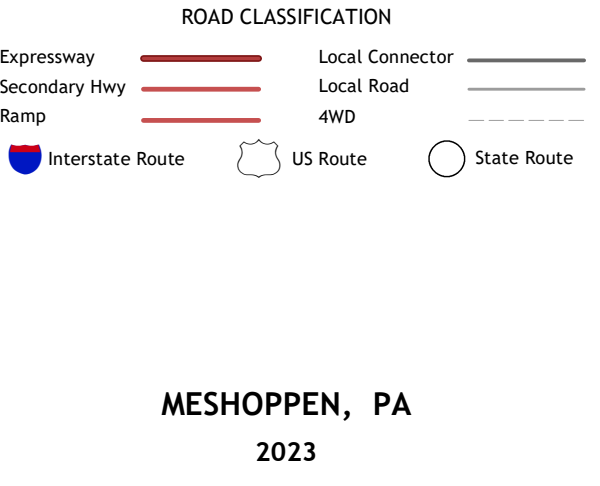 ROAD CLASSIFICATION
Expressway
Local Connector
Secondary Hwy
Local Road
Ramp
4WD
Interstate Route
US Route
State Route
MESHOPPEN, PA
2023